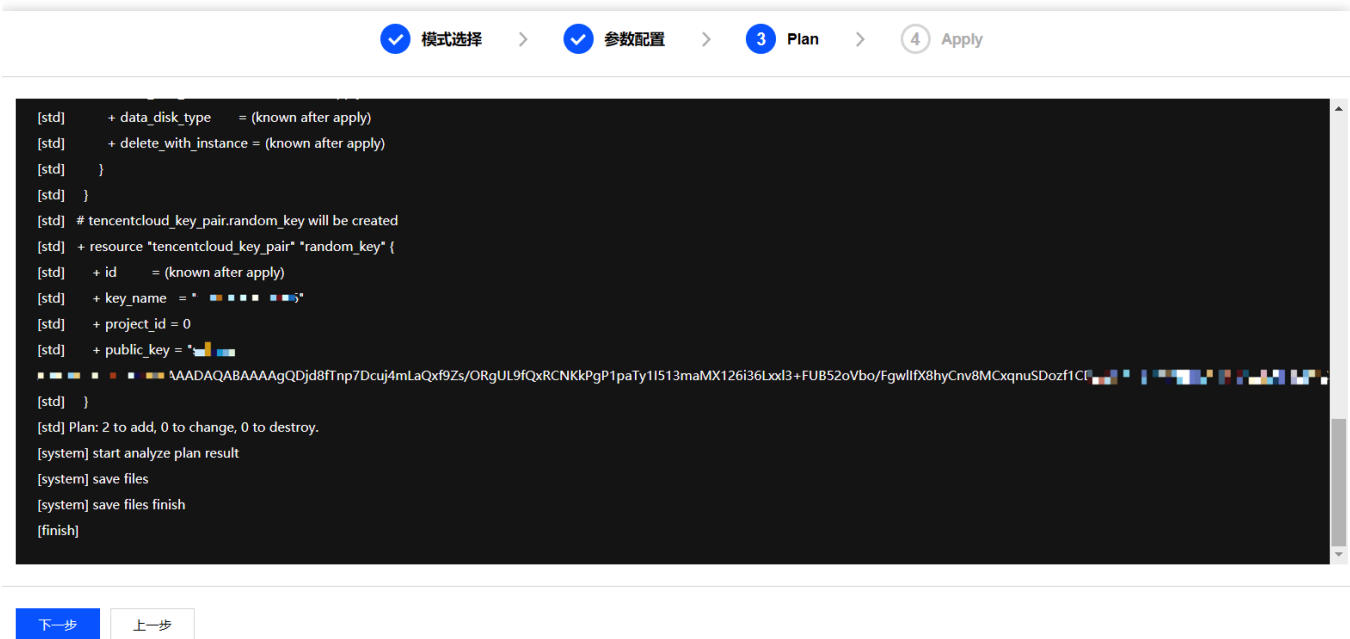 模式选择 参数配置 3 Plan 4 Apply
[std] + data_disk_type = (known after apply)
[std] + delete_with_instance = (known after apply)
[std] }
[std] }
[std] # tencentcloud_key_pair.random_key will be created
[std] + resource "tencentcloud_key_pair" "random_key" {
[std] + id = (known after apply)
[std] + key_name = "
[std] + project_id = 0
[std] + public_key = "
AAADAQABAAAAgQDjd8fTnp7Dcuj4mLaQxf9Zs/ORgUL9fQxRCNKkPgP1paTy1I513maMX126i36Lxxl3+FUB52oVbo/FgwlIfX8hyCnv8MCxqnuSDozf1C
[std] }
[std] Plan: 2 to add, 0 to change, 0 to destroy.
[system] start analyze plan result
[system] save files
[system] save files finish
[finish]
下一步 上一步